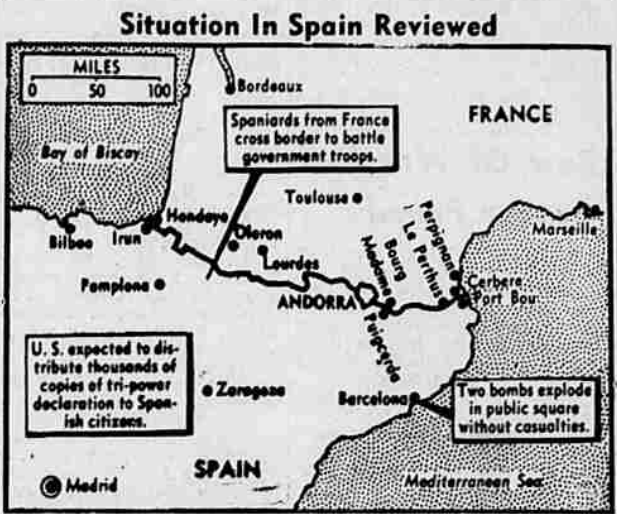 Situation In Spain Reviewed
MILES
0 50 100
Bordeaux
FRANCE
Spaniards from France
cross border to battle
government troops.
Bay of Biscay
Toulouse
Marseille
Hendaye
Bilbao
Irun
Oloron
Lourdes
Pamplona
ANDORRA
Bourg
Madame
Puigcerda
Perpignan
Le Perthus
Cerbere
Port Bou
U. S. expected to dis-
tribute thousands of
copies of tri-power
declaration to Span-
ish citizens.
Zaragoza
Barcelona
Two bombs explode
in public square
without casualties.
SPAIN
Madrid
Mediterranean Sea